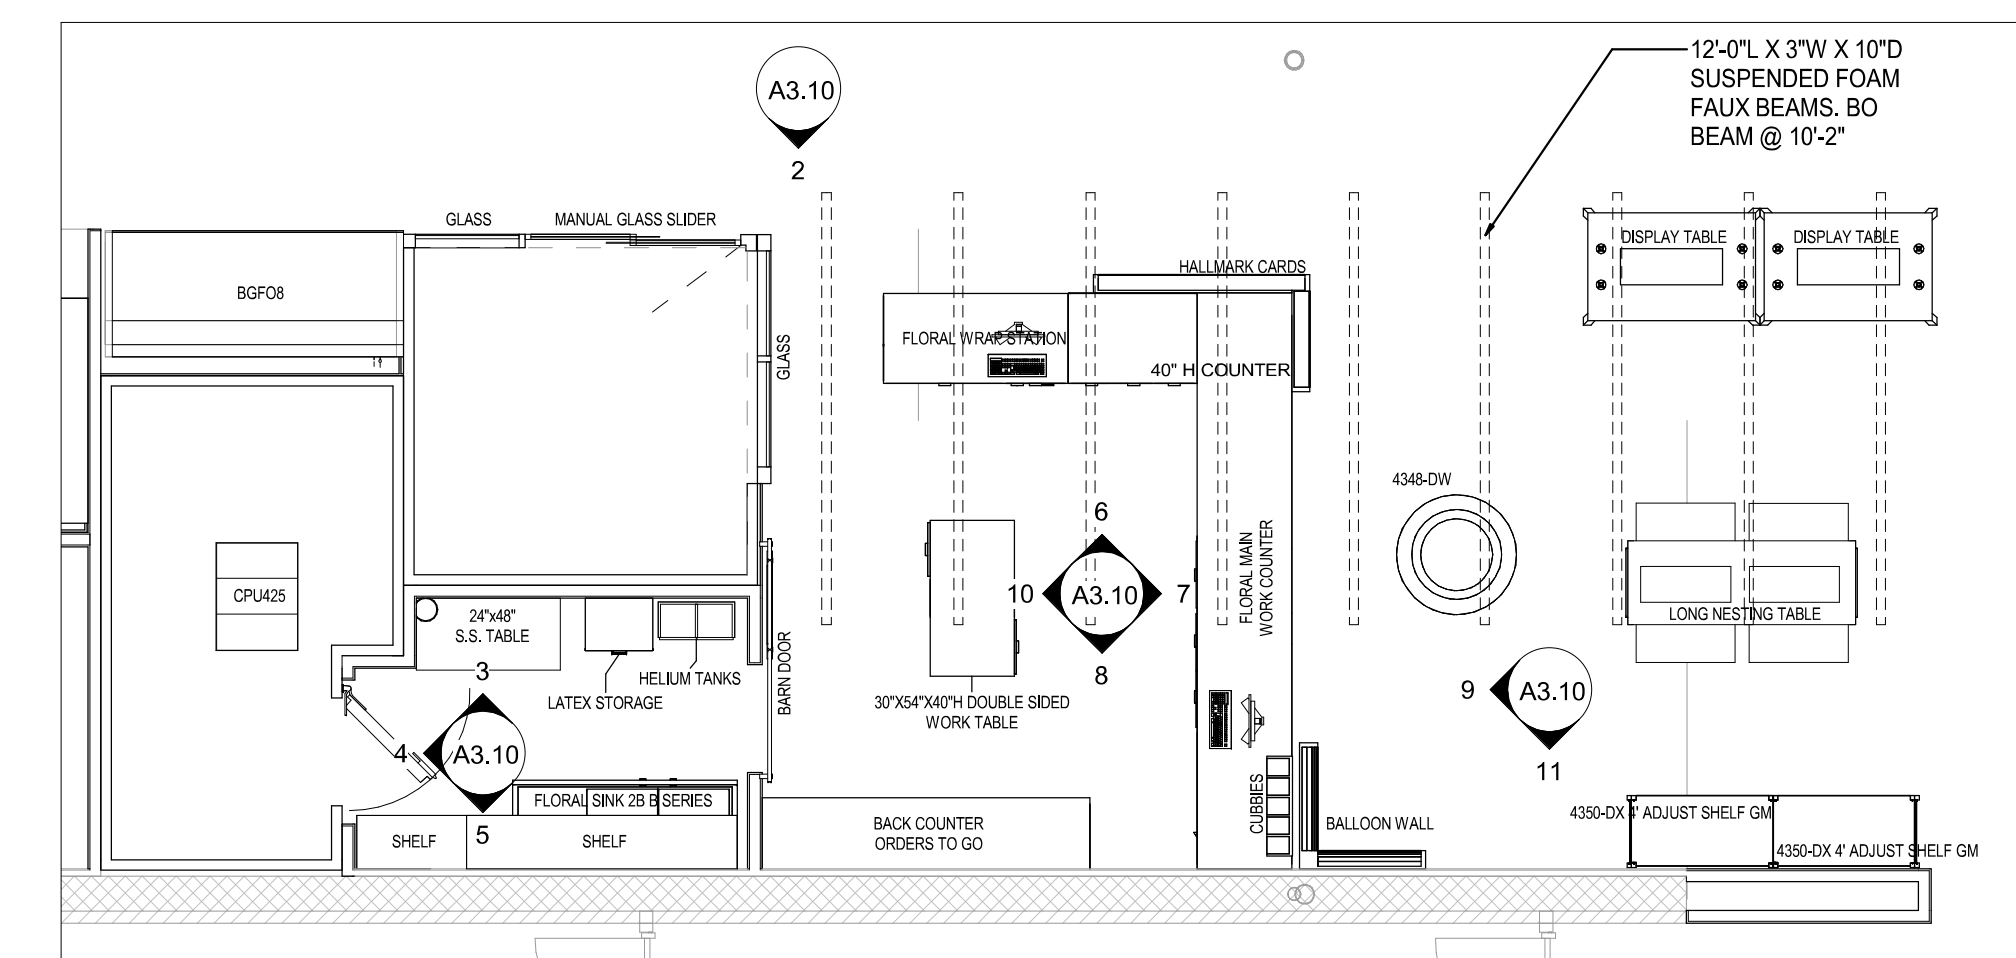 12'-0"L X 3"W X 10"D
SUSPENDED FOAM
FAUX BEAMS. BO
BEAM @ 10'-2"
A3.10
2
GLASS
MANUAL GLASS SLIDER
DISPLAY TABLE
DISPLAY TABLE
HALLMARK CARDS
BGFO8
FLORAL WRAP STATION
GLASS
40" H COUNTER
4348-DW
6
10
A3.10
7
8
FLORAL MAIN
WORK COUNTER
CPU425
24"x48"
S.S. TABLE
LONG NESTING TABLE
3
HELIUM TANKS
LATEX STORAGE
BARN DOOR
30"X54"X40"H DOUBLE SIDED
WORK TABLE
9
A3.10
11
4
A3.10
5
FLORAL SINK 2B B SERIES
CUBBIES
4350-DX 4' ADJUST SHELF GM
BACK COUNTER
ORDERS TO GO
BALLOON WALL
SHELF
SHELF
4350-DX 4' ADJUST SHELF GM